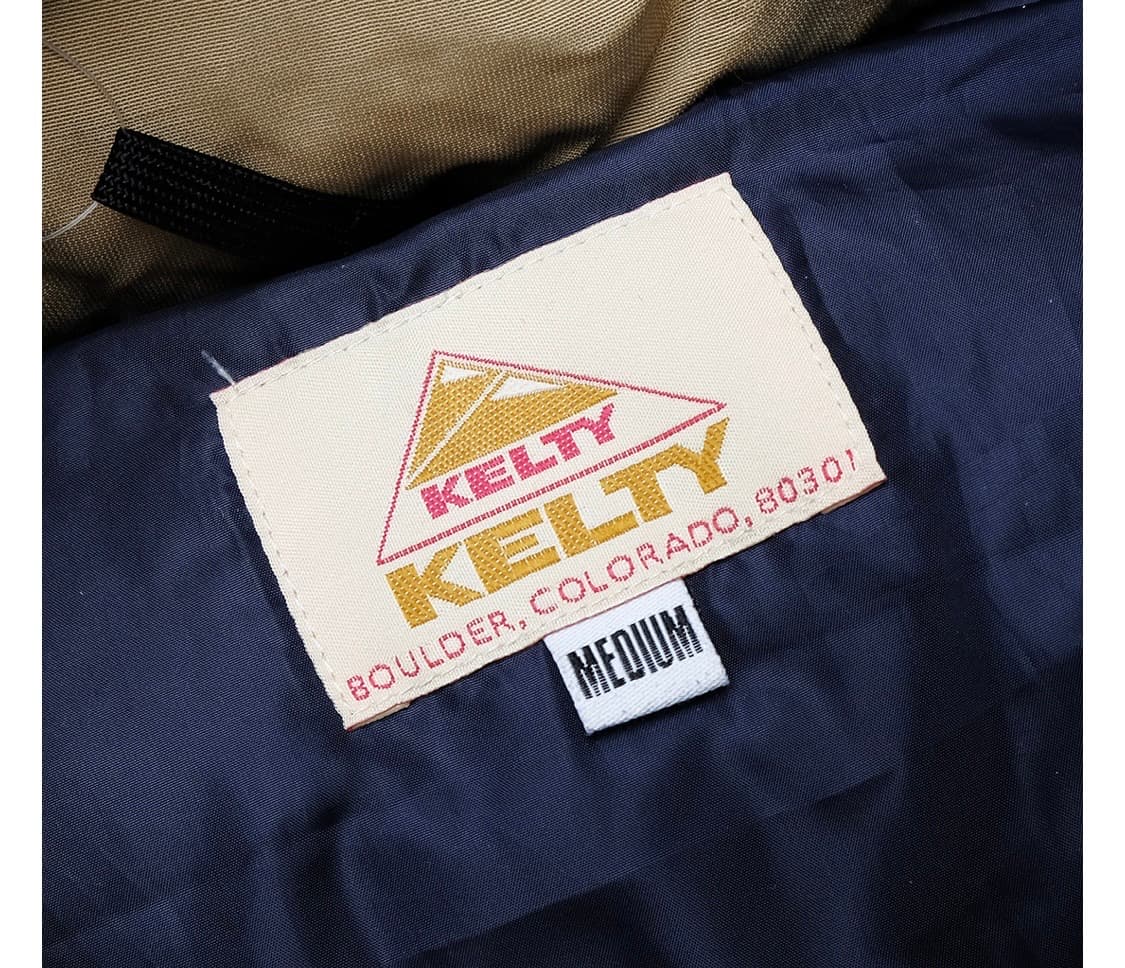 KELTY
KELTY
BOULDER, COLORADO, 80301
MEDIUM